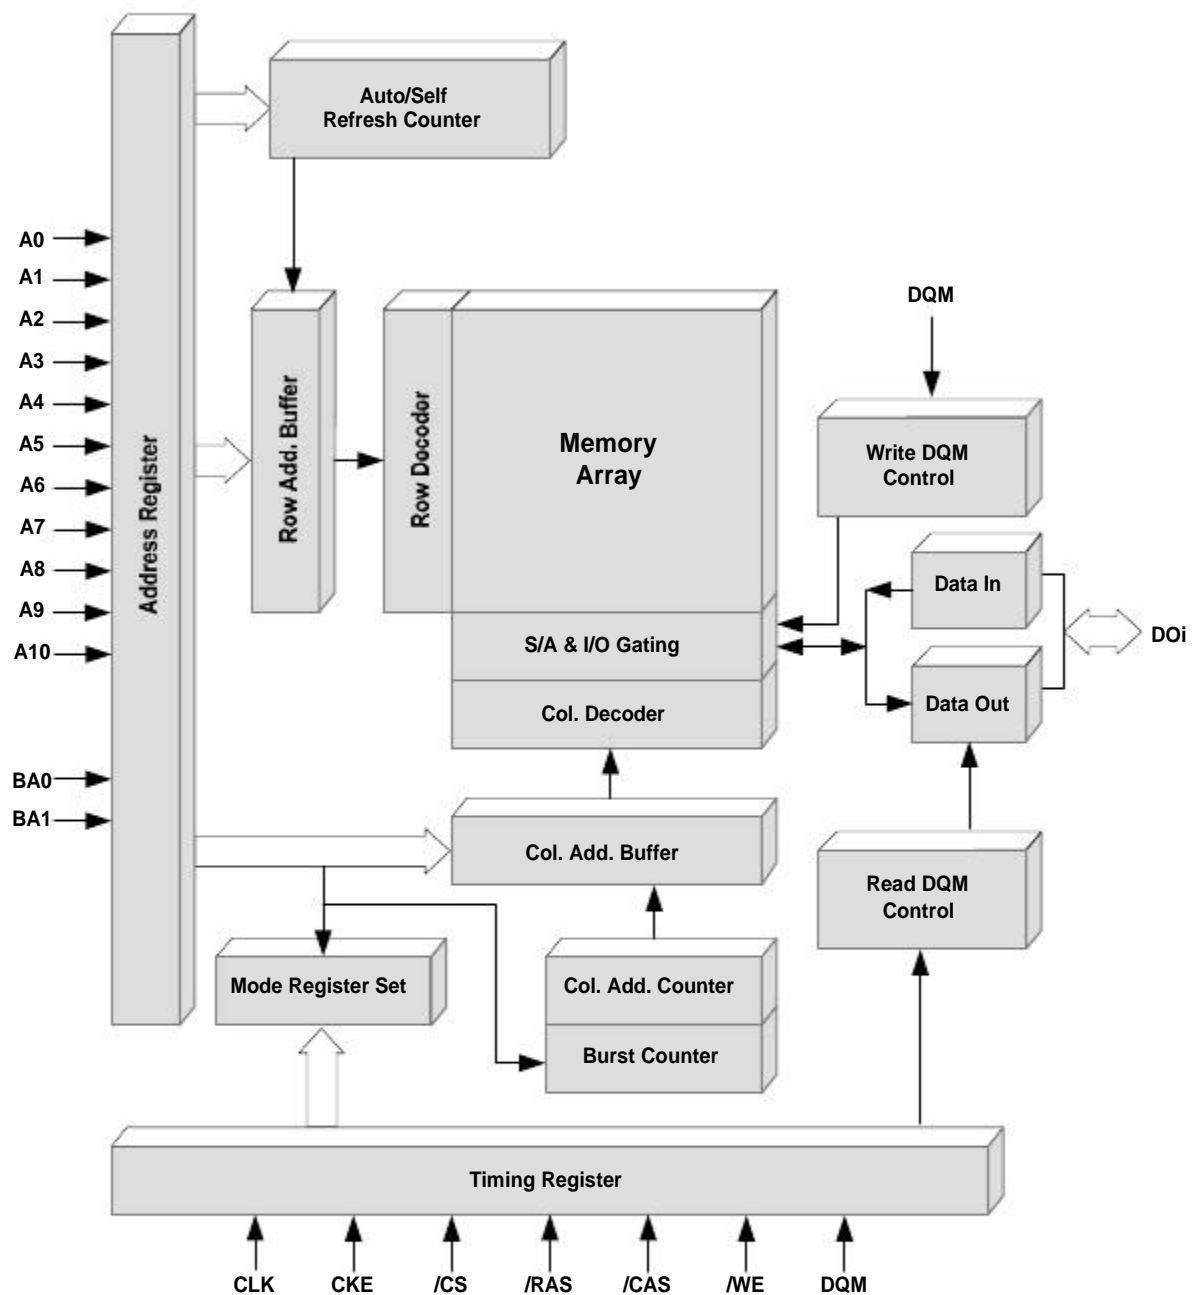 Auto/Self
Refresh Counter
A0
A1
A2
A3
A4
A5
A6
A7
A8
A9
A10
BA0
BA1
Address Register
Row Add. Buffer
Row Docodor
Memory
Array
DQM
Write DQM
Control
Data In
S/A & I/O Gating
DOi
Data Out
Col. Decoder
Col. Add. Buffer
Read DQM
Control
Mode Register Set
Col. Add. Counter
Burst Counter
Timing Register
CLK
CKE
/CS
/RAS
/CAS
/WE
DQM